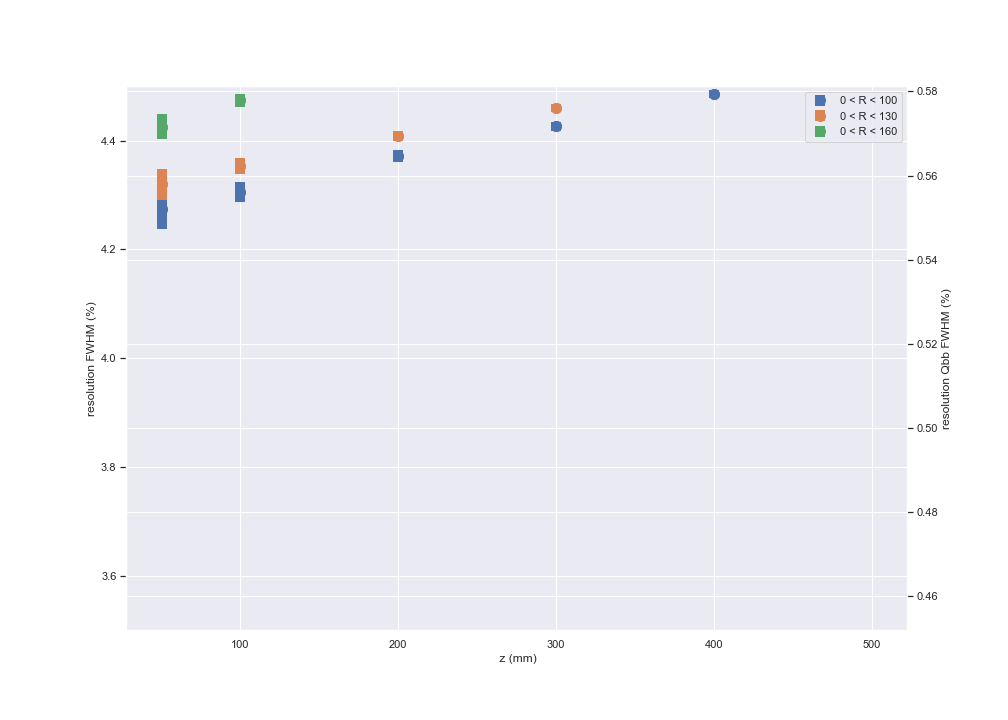 0 < R < 100
0 < R < 130
0 < R < 160
4.4
4.2
4.0
3.8
3.6
resolution FWHM (%)
0.58
0.56
0.54
0.52
0.50
0.48
0.46
resolution Qbb FWHM (%)
100
200
300
400
500
z (mm)